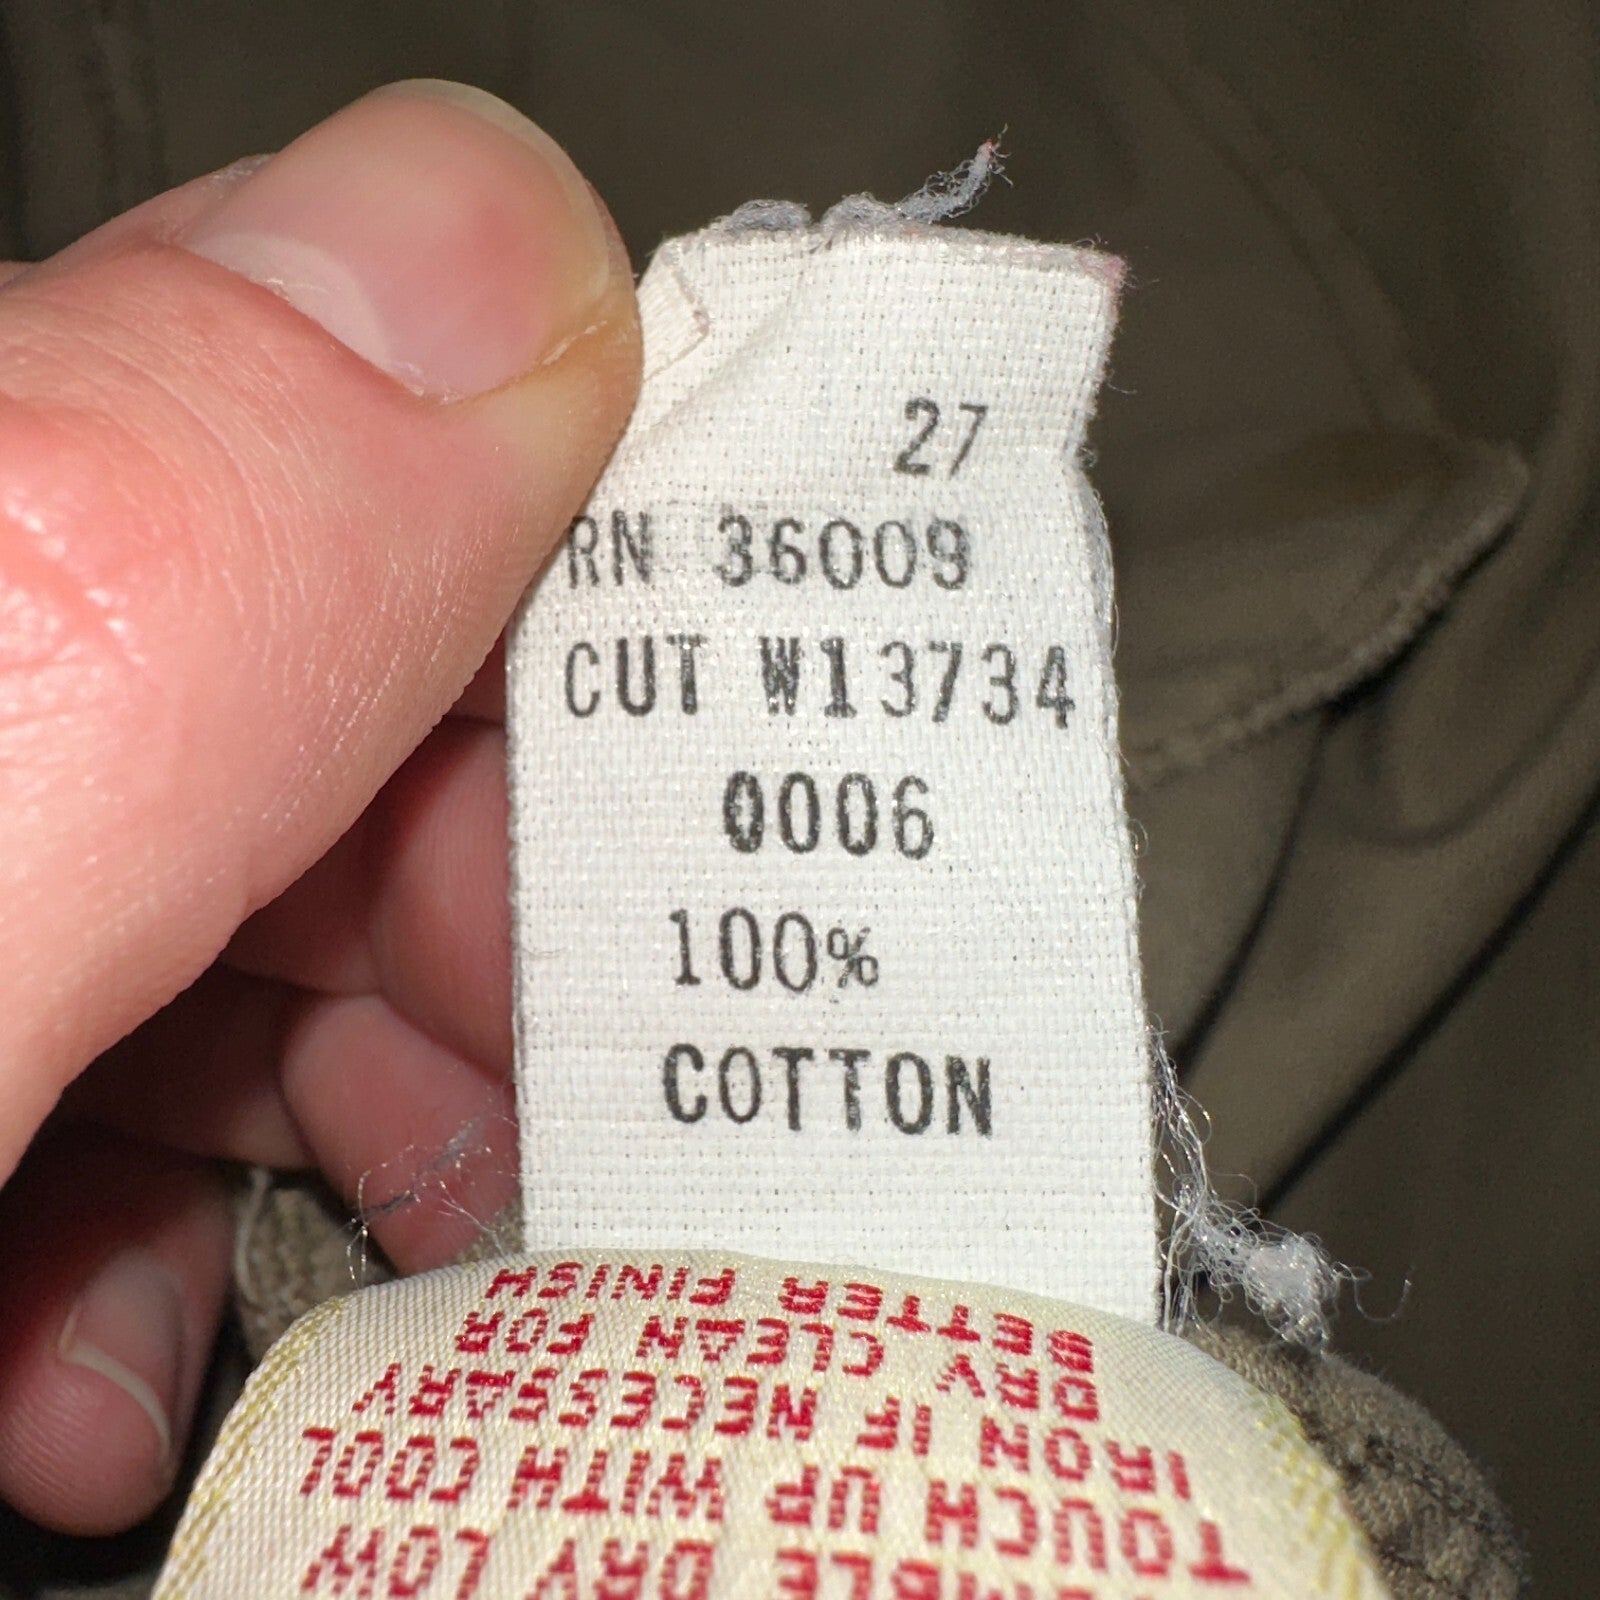 27
RN 36009
CUT W13734
0006
100%
COTTON
DRY LOW
TOUCH UP WITH COOL
IRON IF NECESSARY
DRY CLEAN FOR
BETTER FINISH